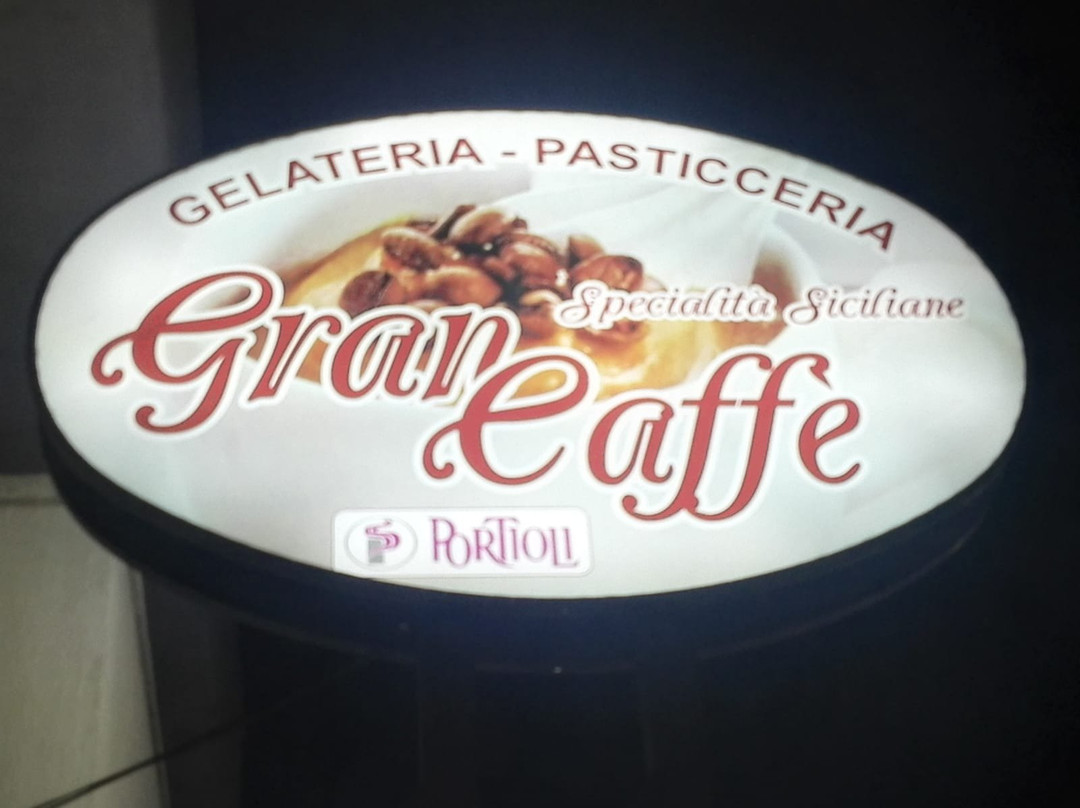 GELATERIA - PASTICCERIA
Specialità Siciliane
Gran
Caffè
PORTIOLI